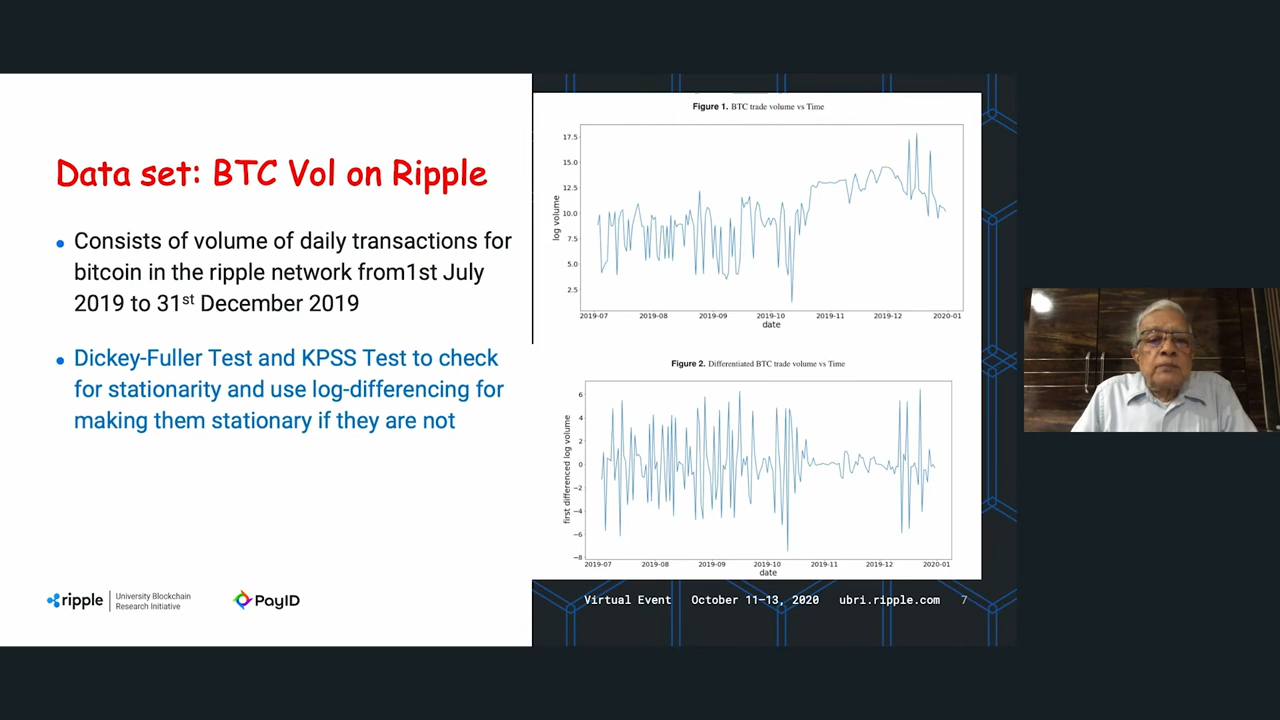 Data set: BTC Vol on Ripple
• Consists of volume of daily transactions for
bitcoin in the ripple network from1st July
2019 to 31st December 2019
• Dickey-Fuller Test and KPSS Test to check
for stationarity and use log-differencing for
making them stationary if they are not
ripple
University Blockchain
Research Initiative
PayID
Figure 1. BTC trade volume vs Time
log volume
17.5
15.0
12.5
10.0
7.5
5.0
2.5
2019-07 2019-08 2019-09 2019-10 2019-11 2019-12 2020-01
date
Figure 2. Differentiated BTC trade volume vs Time
first differenced log volume
6
4
2
0
−2
−4
−6
−8
2019-07 2019-08 2019-09 2019-10 2019-11 2019-12 2020-01
date
Virtual Event October 11–13, 2020 ubri.ripple.com 7